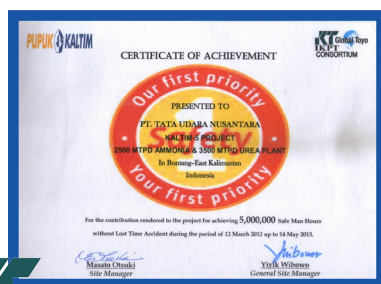 PUPUK KALTIM
IKPT
Global Toyo
CONSORTIUM
CERTIFICATE OF ACHIEVEMENT
Our first priority
PRESENTED TO
PT. TATA UDARA NUSANTARA
Safety
KALTIM-5 PROJECT
2500 MTPD AMMONIA & 3500 MTPD UREA PLANT
In Bontang-East Kalimantan
Indonesia
Your first priority
For the contribution rendered to the project for achieving 5,000,000 Safe Man Hours
without Lost Time Accident during the period of 12 March 2012 up to 14 May 2013.
Masato Otsuki
Site Manager
Yiyik Wibowo
General Site Manager